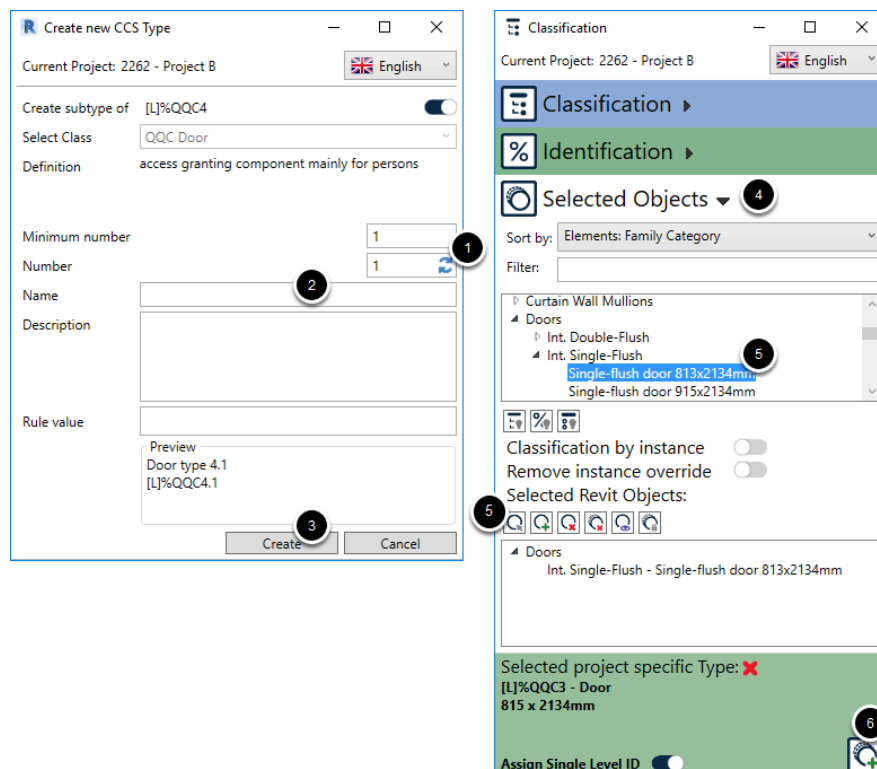 Create new CCS Type
Current Project: 2262 - Project B
English
Create subtype of [L]%QQC4
Select Class QQC Door
Definition access granting component mainly for persons
Minimum number 1
1
Number 1
2
Name
Description
Rule value
Preview
Door type 4.1
[L]%QQC4.1
3
Create Cancel
Classification
Current Project: 2262 - Project B
English
Classification
% Identification
Selected Objects
4
Sort by: Elements: Family Category
Filter:
Curtain Wall Mullions
Doors
Int. Double-Flush
Int. Single-Flush
5
Single-flush door 813x2134mm
Single-flush door 915x2134mm
Classification by instance
Remove instance override
Selected Revit Objects:
5
Doors
Int. Single-Flush - Single-flush door 813x2134mm
Selected project specific Type:
[L]%QQC3 - Door
815 x 2134mm
6
Assign Single Level ID